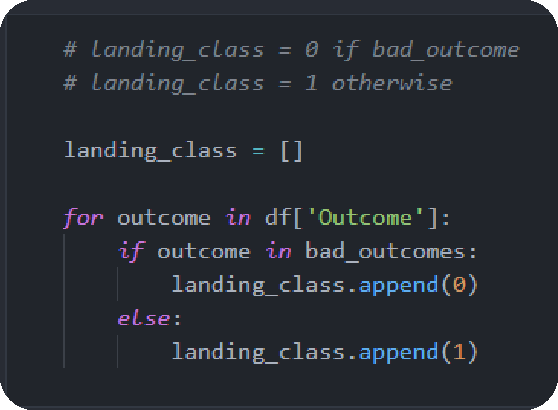 # landing_class = 0 if bad_outcome
# landing_class = 1 otherwise
landing_class = []
for outcome in df['Outcome']:
    if outcome in bad_outcomes:
        landing_class.append(0)
    else:
        landing_class.append(1)